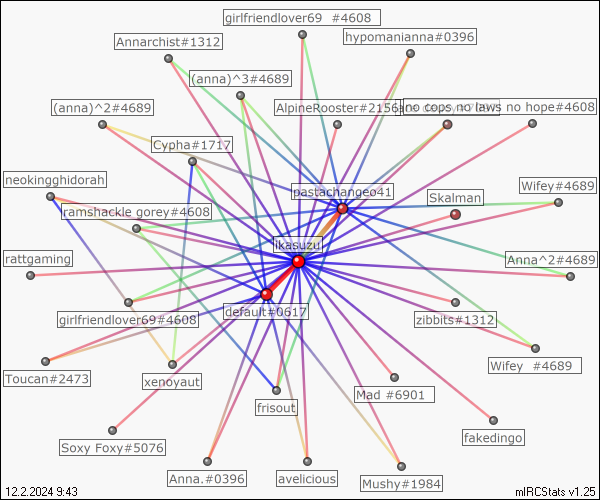 girlfriendlover69 #4608
Annarchist#1312
hypomanianna#0396
(anna)^3#4689
(anna)^2#4689
AlpineRooster#2156
no cops no laws no hope#4608
Cypha#1717
neokingghidorah
pastachangeo41
Skalman
Wifey#4689
ramshackle gorey#4608
ikasuzu
rattgaming
Anna^2#4689
girlfriendlover69#4608
default#0617
zibbits#1312
Toucan#2473
xenoyaut
Wifey #4689
Mad #6901
frisout
fakedingo
Soxy Foxy#5076
Anna.#0396
avelicious
Mushy#1984
12.2.2024 9:43
mIRCStats v1.25